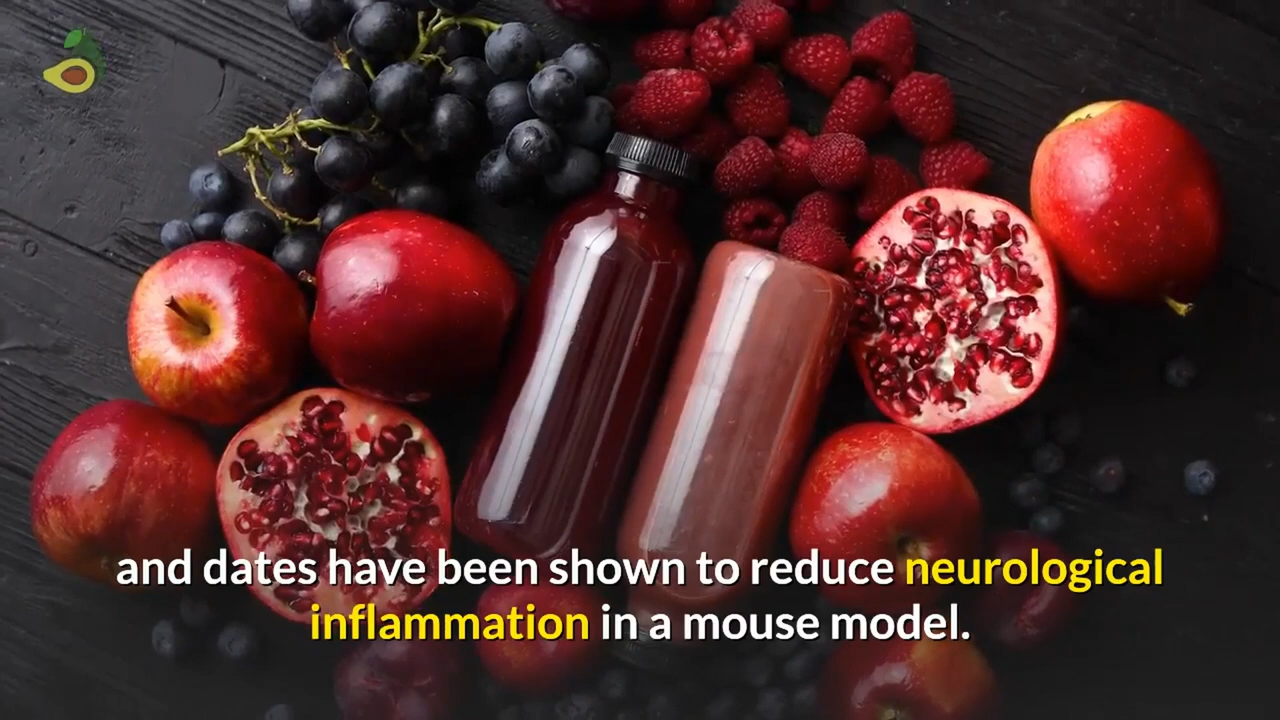 and dates have been shown to reduce neurological
inflammation in a mouse model.